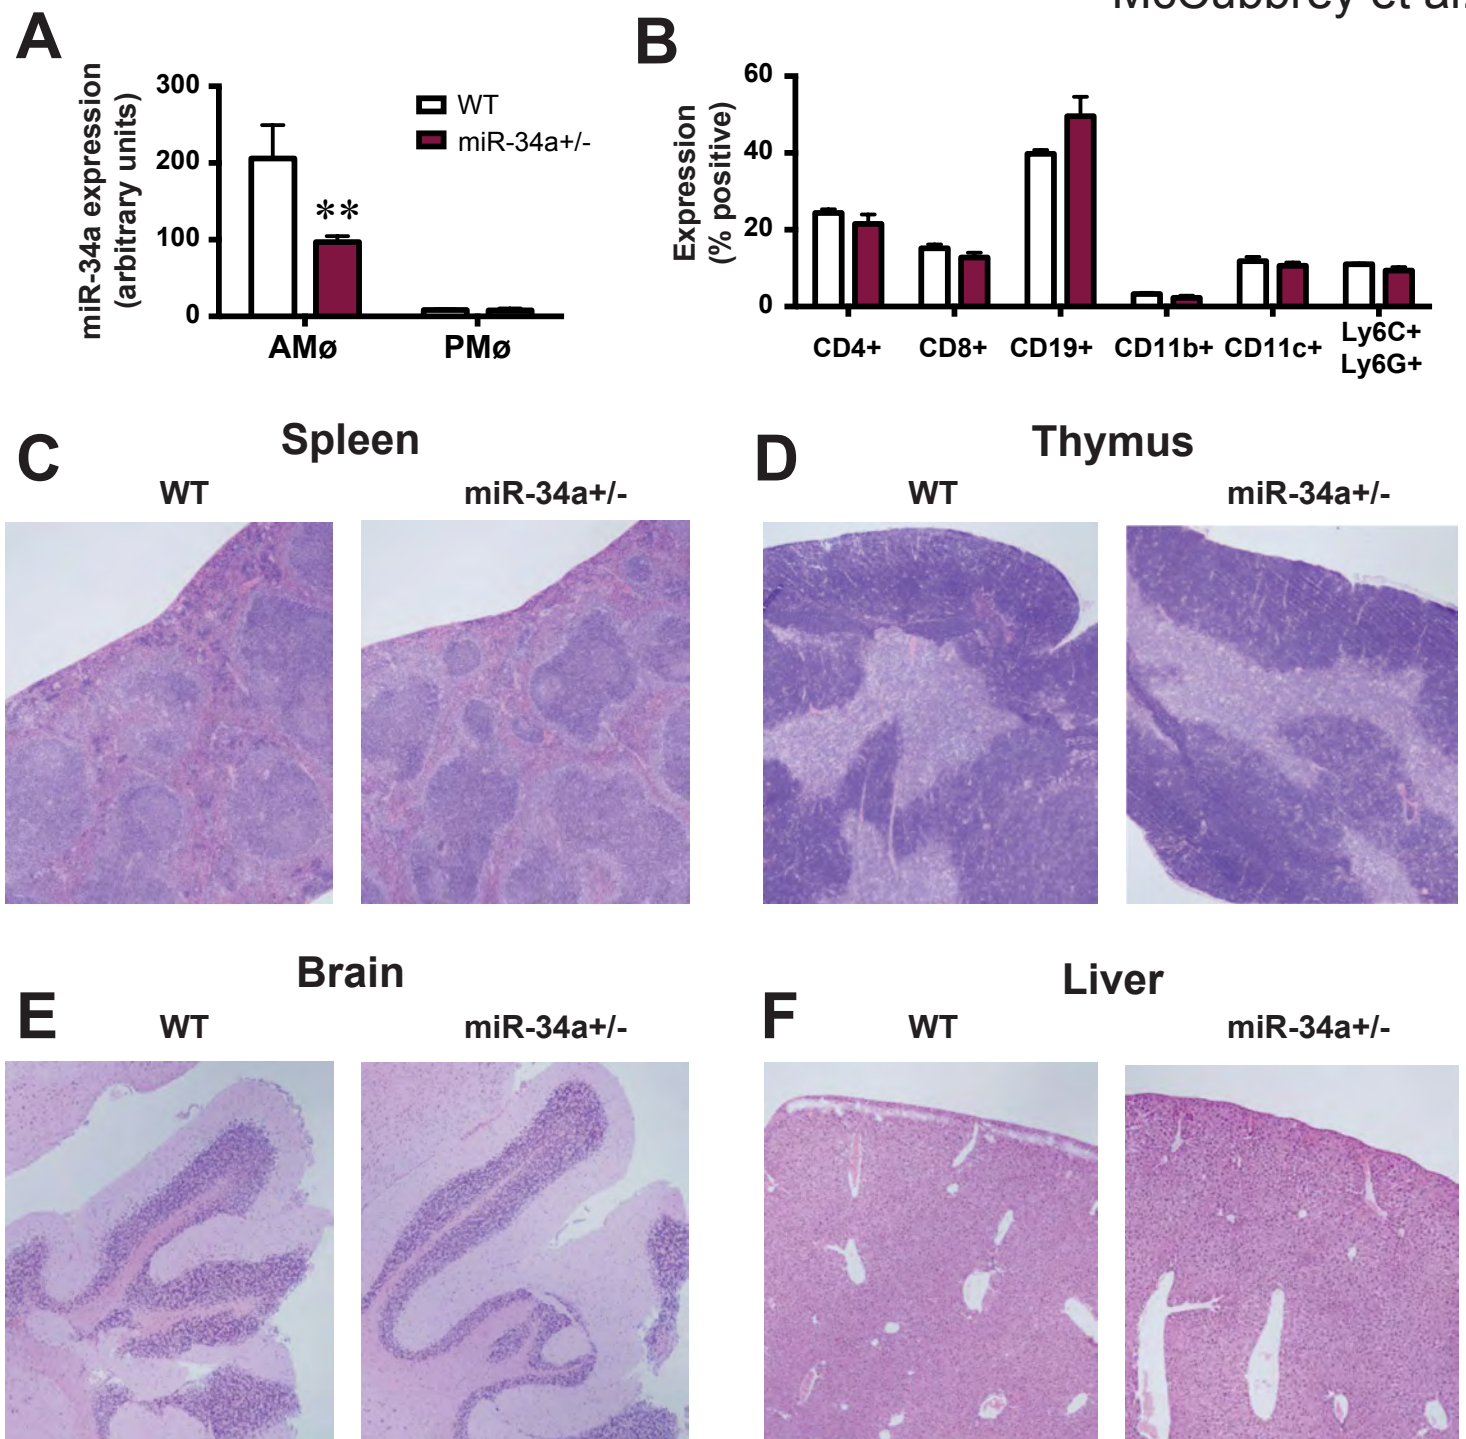 A
miR-34a expression
(arbitrary units)
300
200
100
0
WT
miR-34a+/-
**
AMø
PMø
B
Expression
(% positive)
60
40
20
0
CD4+
CD8+
CD19+
CD11b+
CD11c+
Ly6C+
Ly6G+
C
Spleen
WT
miR-34a+/-
D
Thymus
WT
miR-34a+/-
E
Brain
WT
miR-34a+/-
F
Liver
WT
miR-34a+/-